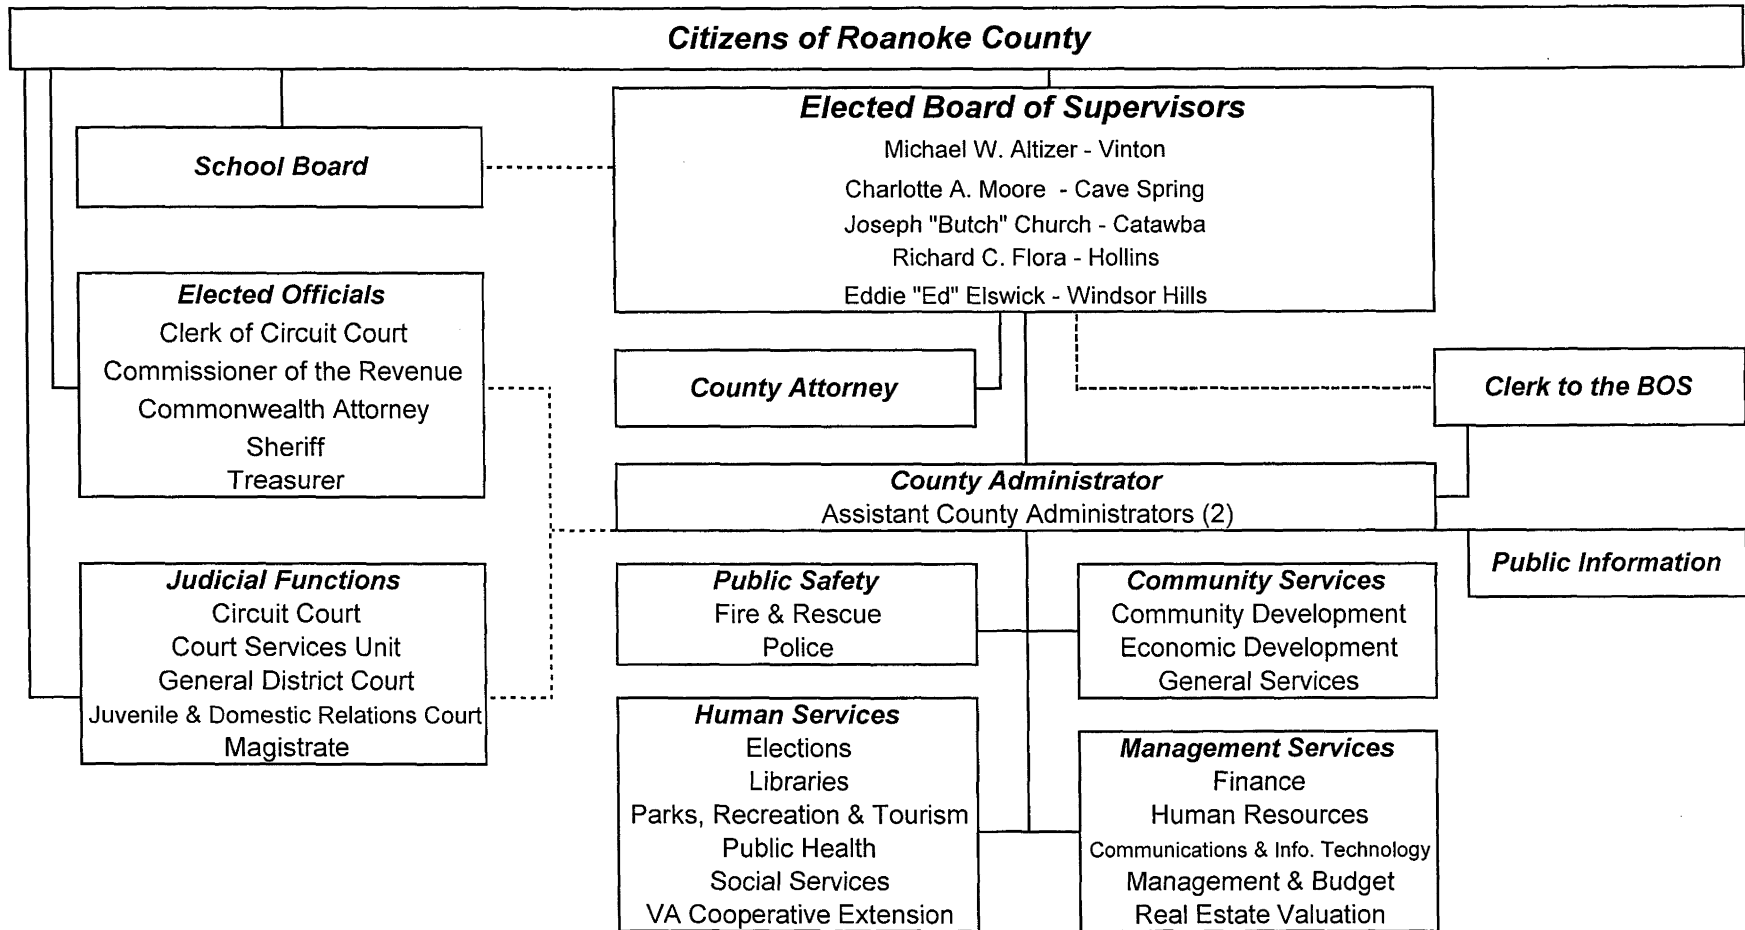 Citizens of Roanoke County
Elected Board of Supervisors
Michael W. Altizer - Vinton
Charlotte A. Moore - Cave Spring
Joseph "Butch" Church - Catawba
Richard C. Flora - Hollins
Eddie "Ed" Elswick - Windsor Hills
School Board
Elected Officials
Clerk of Circuit Court
Commissioner of the Revenue
Commonwealth Attorney
Sheriff
Treasurer
County Attorney
Clerk to the BOS
County Administrator
Assistant County Administrators (2)
Public Information
Judicial Functions
Circuit Court
Court Services Unit
General District Court
Juvenile & Domestic Relations Court
Magistrate
Public Safety
Fire & Rescue
Police
Community Services
Community Development
Economic Development
General Services
Human Services
Elections
Libraries
Parks, Recreation & Tourism
Public Health
Social Services
VA Cooperative Extension
Management Services
Finance
Human Resources
Communications & Info. Technology
Management & Budget
Real Estate Valuation